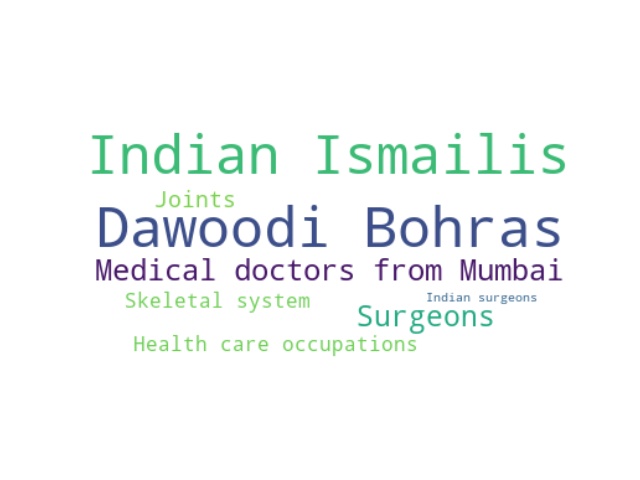 Indian Ismailis
Joints
Dawoodi Bohras
Medical doctors from Mumbai
Skeletal system
Indian surgeons
Surgeons
Health care occupations